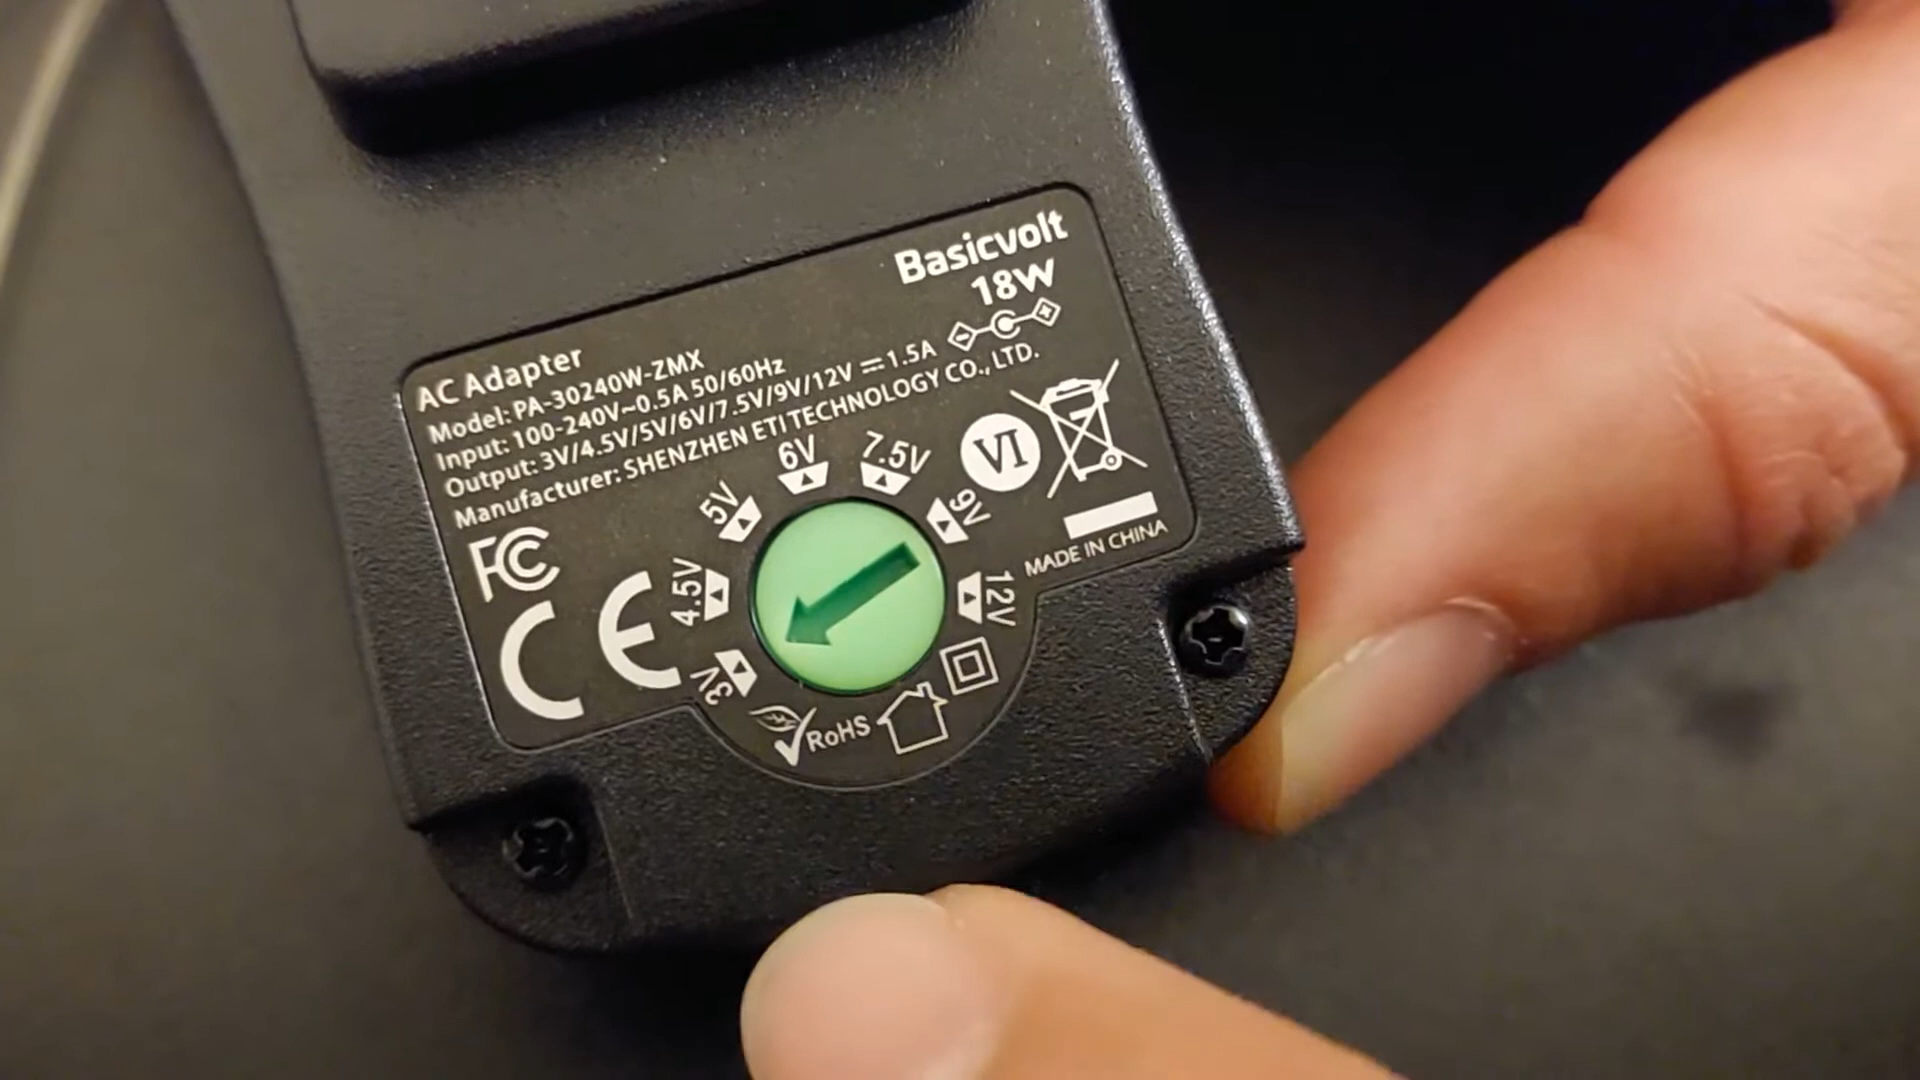 Basicvolt
18W
AC Adapter
Model: PA-30240W-ZMX
Input: 100-240V~0.5A 50/60Hz
Output: 3V/4.5V/5V/6V/7.5V/9V/12V ⎓1.5A
Manufacturer: SHENZHEN ETI TECHNOLOGY CO., LTD.
FC
CE
3V
4.5V
5V
6V
7.5V
9V
12V
VI
MADE IN CHINA
RoHS